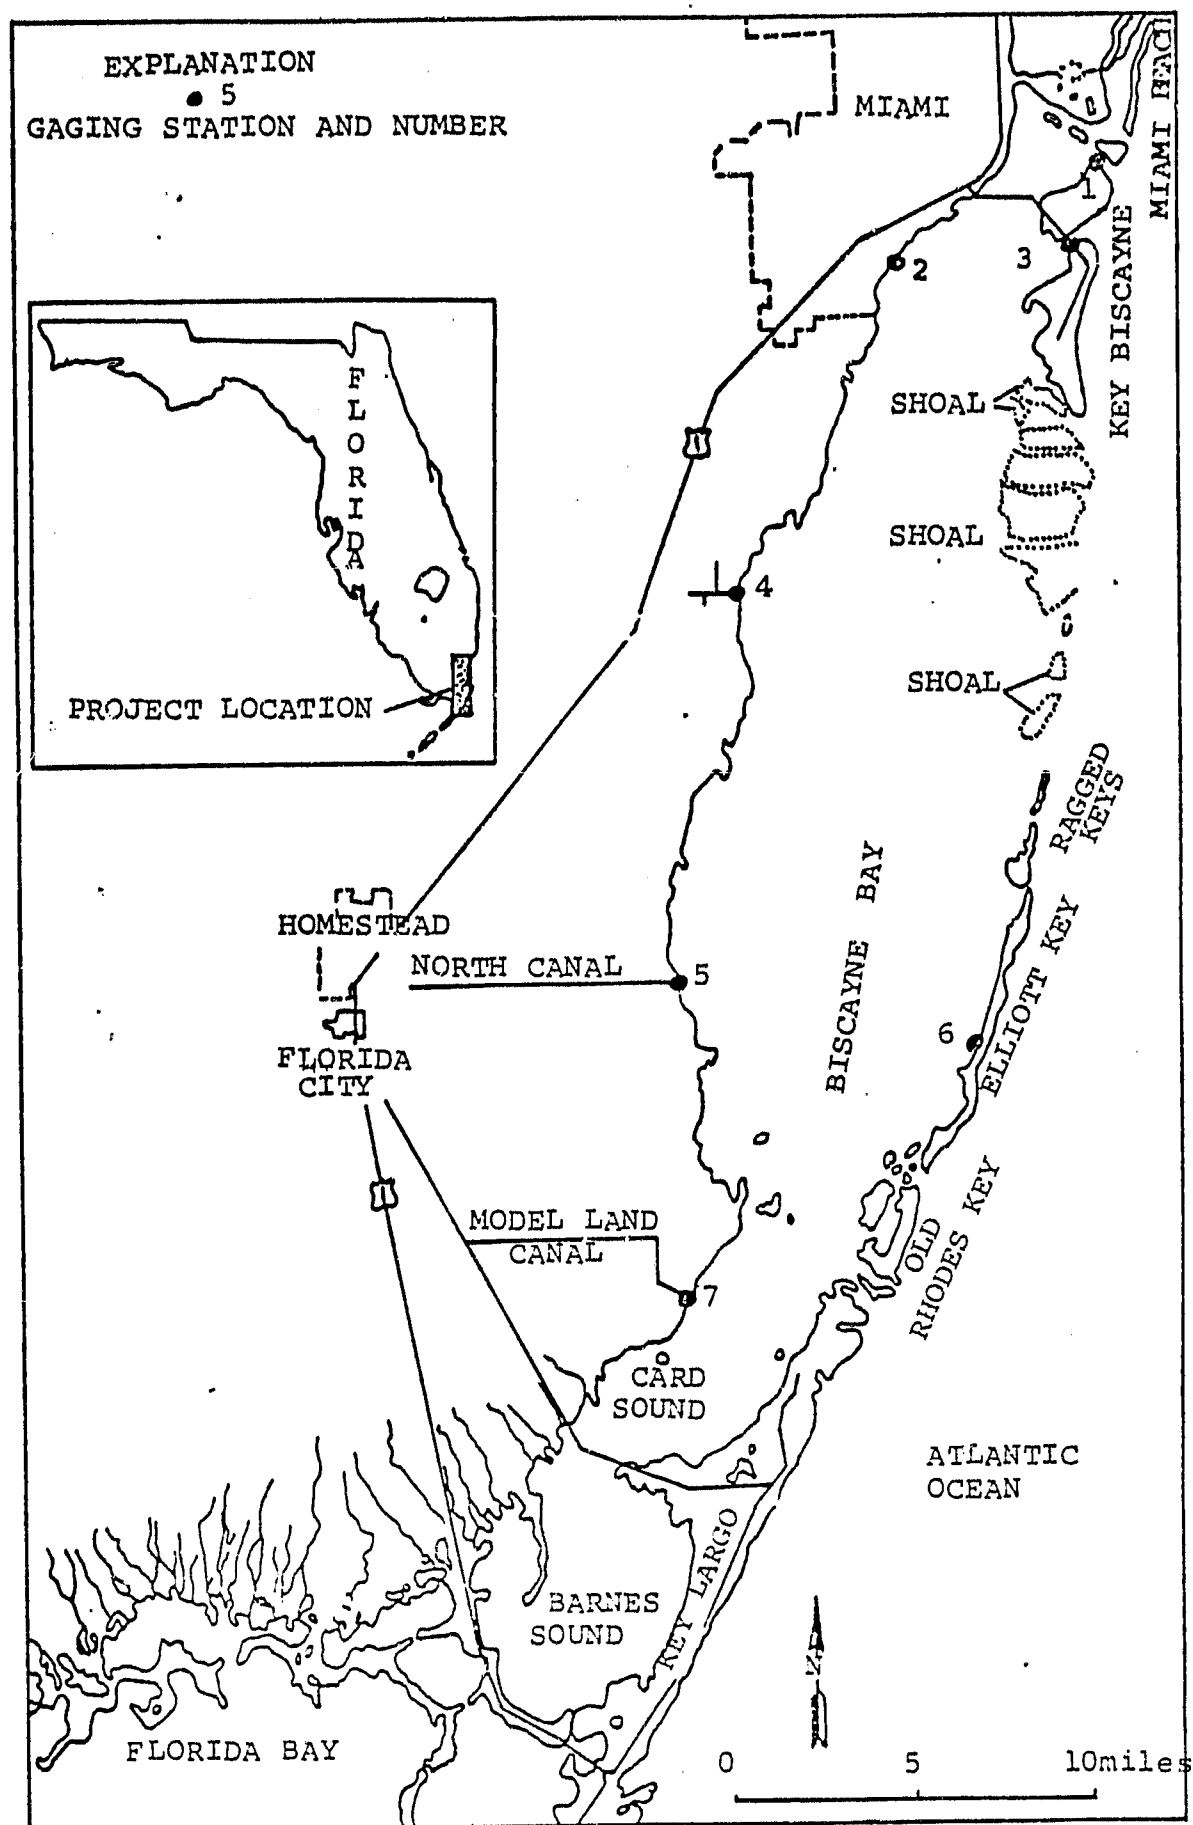 EXPLANATION
5
GAGING STATION AND NUMBER
MIAMI
MIAMI BEACH
1
KEY BISCAYNE
3
2
FLORIDA
SHOAL
1
SHOAL
4
SHOAL
PROJECT LOCATION
RAGGED
KEYS
HOMESTEAD
NORTH CANAL
5
BISCAYNE BAY
ELLIOTT KEY
6
FLORIDA
CITY
1
OLD
RHODES KEY
MODEL LAND
CANAL
7
CARD
SOUND
ATLANTIC
OCEAN
KEY LARGO
BARNES
SOUND
N
FLORIDA BAY
0 5 10miles